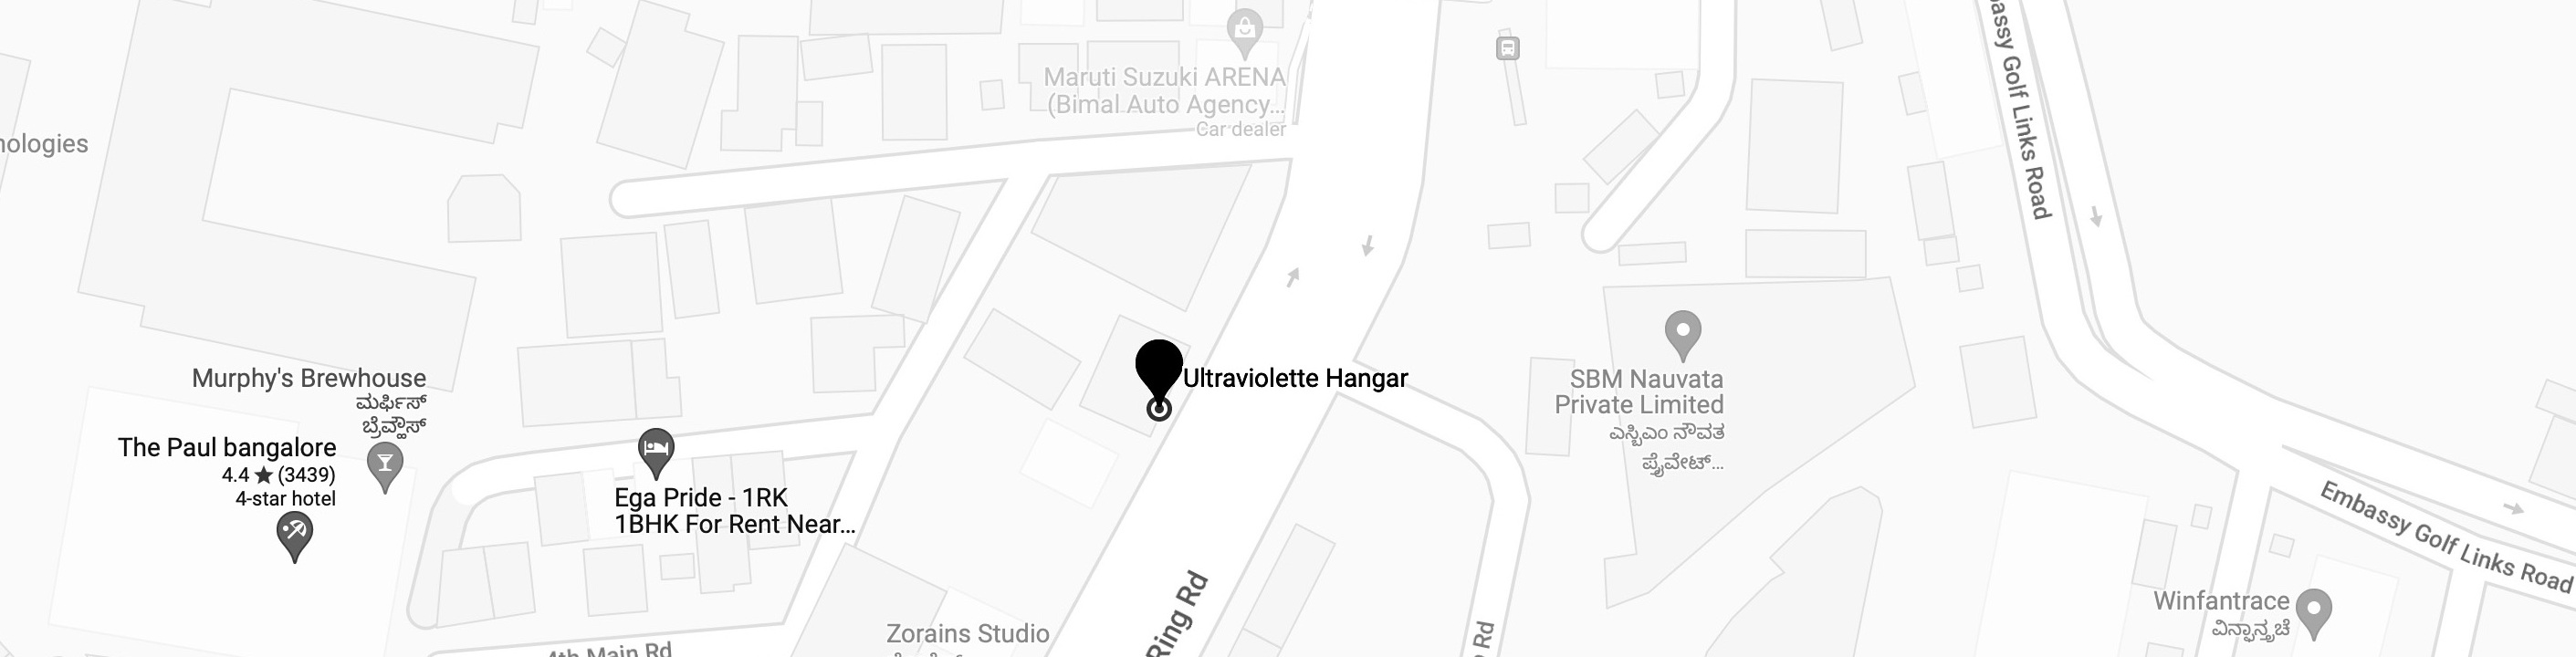 Maruti Suzuki ARENA
(Bimal Auto Agency...
Car dealer
Golf Links Road
Murphy's Brewhouse
ಮರ್ಫಿಸ್
ಬ್ರೆವ್ಹೌಸ್
The Paul bangalore
4.4 ★ (3439)
4-star hotel
Ega Pride - 1RK
1BHK For Rent Near...
Ultraviolette Hangar
SBM Nauvata
Private Limited
ಎಸ್ಬಿಎಂ ನೌವತ
ಪ್ರೈವೇಟ್...
Embassy Golf Links Road
Winfantrace
ವಿನ್ಫಾನ್ತ್ರಚೆ
Zorains Studio
4th Main Rd
Ring Rd
Rd